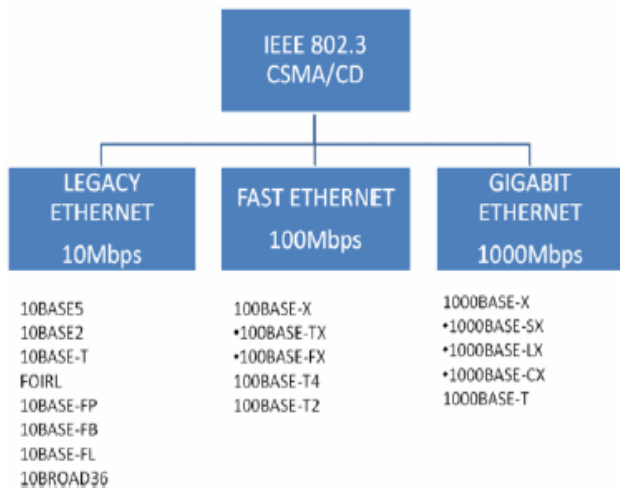 IEEE 802.3
CSMA/CD
LEGACY
ETHERNET
10Mbps
FAST ETHERNET
100Mbps
GIGABIT
ETHERNET
1000Mbps
10BASE5
10BASE2
10BASE-T
FOIRL
10BASE-FP
10BASE-FB
10BASE-FL
10BROAD36
100BASE-X
•100BASE-TX
•100BASE-FX
100BASE-T4
100BASE-T2
1000BASE-X
•1000BASE-SX
•1000BASE-LX
•1000BASE-CX
1000BASE-T